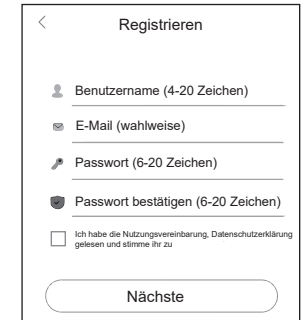 Registrieren
Benutzername (4-20 Zeichen)
E-Mail (wahlweise)
Passwort (6-20 Zeichen)
Passwort bestätigen (6-20 Zeichen)
Ich habe die Nutzungsvereinbarung, Datenschutzerklärung
gelesen und stimme ihr zu
Nächste